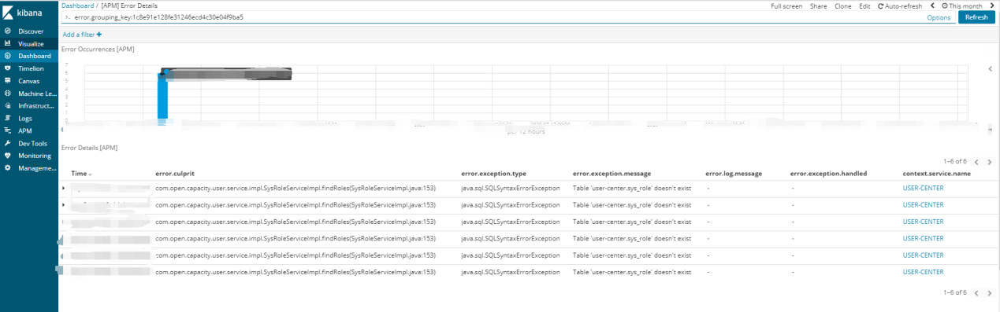 kibana
Discover
Visualize
Dashboard
Timelion
Canvas
Machine Le...
Infrastruct...
Logs
APM
Dev Tools
Monitoring
Manageme...
Dashboard / [APM] Error Details
Full screen Share Clone Edit Auto-refresh This month
>_ error.grouping_key:1c8e91e128fe31246ecd4c30e04f9ba5
Options Refresh
Add a filter +
Error Occurrences [APM]
7
6
5
4
3
2
1
0
per 12 hours
Error Details [APM]
1–6 of 6
Time error.culprit error.exception.type error.exception.message error.log.message error.exception.handled context.service.name
com.open.capacity.user.service.impl.SysRoleServiceImpl.findRoles(SysRoleServiceImpl.java:153) java.sql.SQLSyntaxErrorException Table 'user-center.sys_role' doesn't exist - - USER-CENTER
com.open.capacity.user.service.impl.SysRoleServiceImpl.findRoles(SysRoleServiceImpl.java:153) java.sql.SQLSyntaxErrorException Table 'user-center.sys_role' doesn't exist - - USER-CENTER
com.open.capacity.user.service.impl.SysRoleServiceImpl.findRoles(SysRoleServiceImpl.java:153) java.sql.SQLSyntaxErrorException Table 'user-center.sys_role' doesn't exist - - USER-CENTER
com.open.capacity.user.service.impl.SysRoleServiceImpl.findRoles(SysRoleServiceImpl.java:153) java.sql.SQLSyntaxErrorException Table 'user-center.sys_role' doesn't exist - - USER-CENTER
com.open.capacity.user.service.impl.SysRoleServiceImpl.findRoles(SysRoleServiceImpl.java:153) java.sql.SQLSyntaxErrorException Table 'user-center.sys_role' doesn't exist - - USER-CENTER
com.open.capacity.user.service.impl.SysRoleServiceImpl.findRoles(SysRoleServiceImpl.java:153) java.sql.SQLSyntaxErrorException Table 'user-center.sys_role' doesn't exist - - USER-CENTER
1–6 of 6